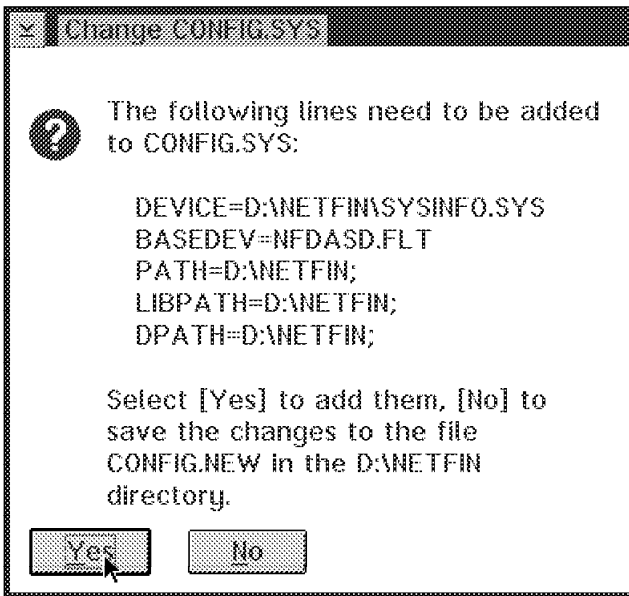 Change CONFIG.SYS
The following lines need to be added
to CONFIG.SYS:
DEVICE=D:\NETFIN\SYSINFO.SYS
BASEDEV=NFDASD.FLT
PATH=D:\NETFIN;
LIBPATH=D:\NETFIN;
DPATH=D:\NETFIN;
Select [Yes] to add them, [No] to
save the changes to the file
CONFIG.NEW in the D:\NETFIN
directory.
Yes No